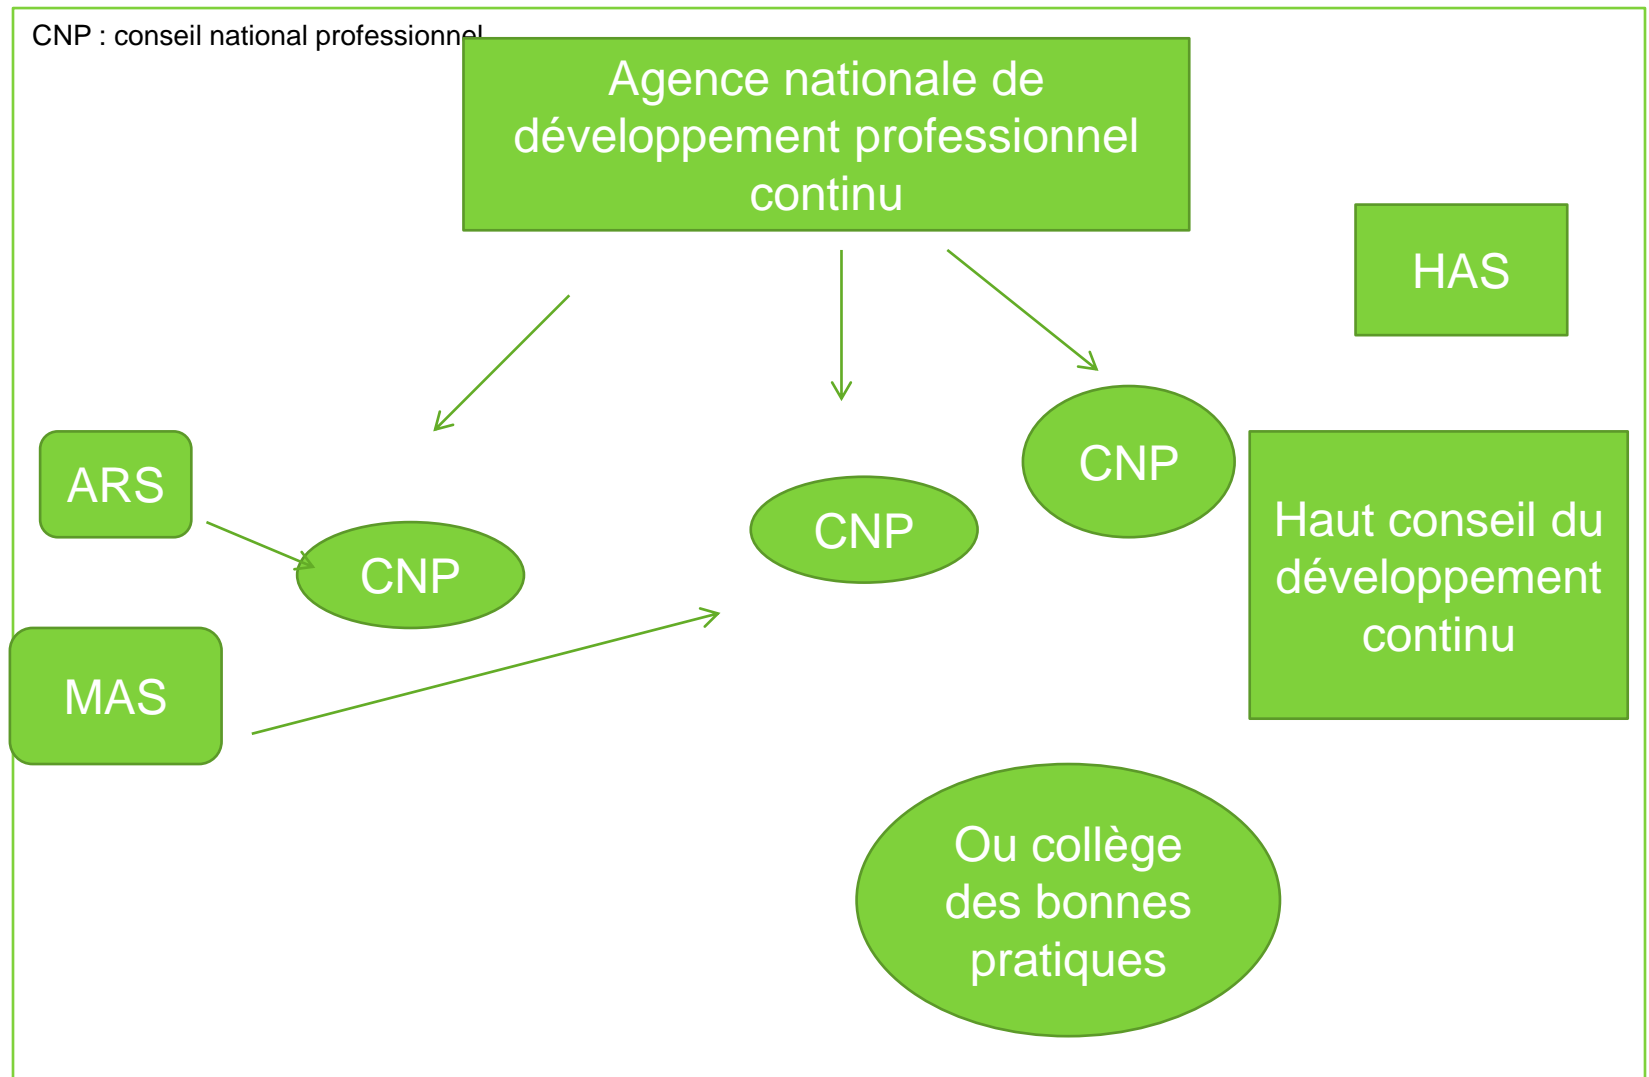 CNP : conseil national professionnel
Agence nationale de
développement professionnel
continu
HAS
ARS
CNP
CNP
CNP
Haut conseil du
développement
continu
MAS
Ou collège
des bonnes
pratiques